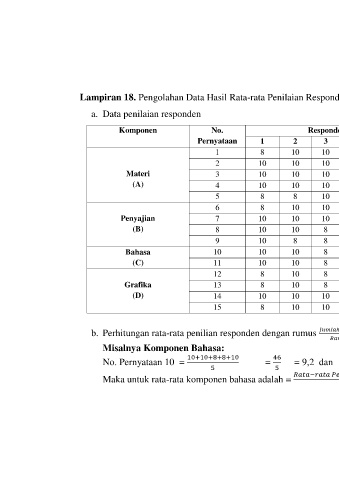 Lampiran 18. Pengolahan Data Hasil Rata-rata Penilaian Respond
a. Data penilaian responden
Komponen No. Responde
Pernyataan 1 2 3
1 8 10 10
2 10 10 10
Materi 3 10 10 10
(A) 4 10 10 10
5 8 8 10
6 8 10 10
Penyajian 7 10 10 10
(B) 8 10 10 8
9 10 8 8
Bahasa 10 10 10 8
(C) 11 10 10 8
12 8 10 8
Grafika 13 8 10 8
(D) 14 10 10 10
15 8 10 10
b. Perhitungan rata-rata penilian responden dengan rumus Jumlah
Misalnya Komponen Bahasa:
No. Pernyataan 10 = 10+10+8+8+10 / 5 = 46 / 5 = 9,2 dan
Maka untuk rata-rata komponen bahasa adalah = Rata−rata Pe